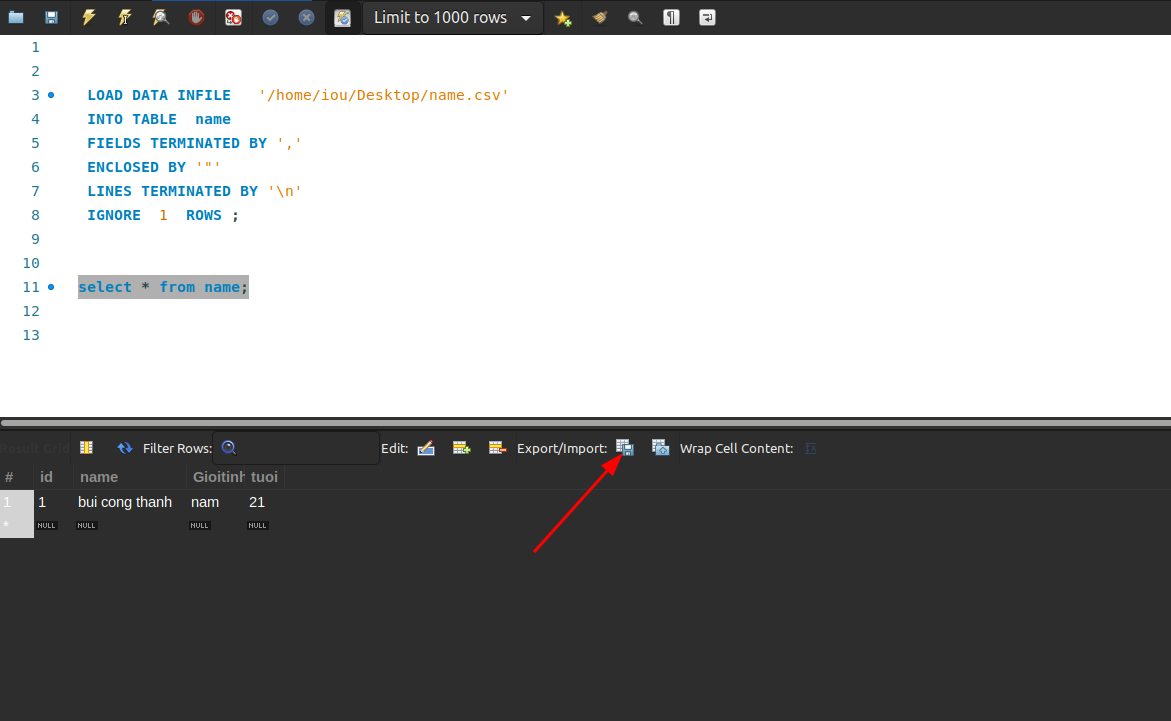 Limit to 1000 rows
1
2
3 LOAD DATA INFILE '/home/iou/Desktop/name.csv'
4 INTO TABLE name
5 FIELDS TERMINATED BY ','
6 ENCLOSED BY '"'
7 LINES TERMINATED BY '\n'
8 IGNORE 1 ROWS ;
9
10
11 select * from name;
12
13
Result Grid Filter Rows: Edit: Export/Import: Wrap Cell Content:
# id name Gioitinh tuoi
1 1 bui cong thanh nam 21
* NULL NULL NULL NULL